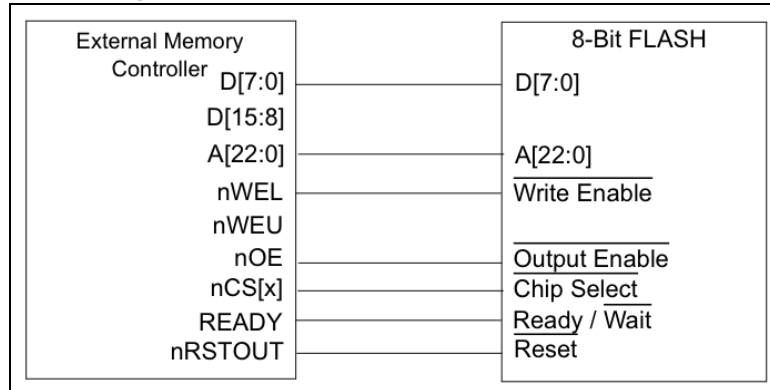 External Memory
Controller
D[7:0]
D[15:8]
A[22:0]
nWEL
nWEU
nOE
nCS[x]
READY
nRSTOUT
8-Bit FLASH
D[7:0]
A[22:0]
Write Enable
Output Enable
Chip Select
Ready / Wait
Reset